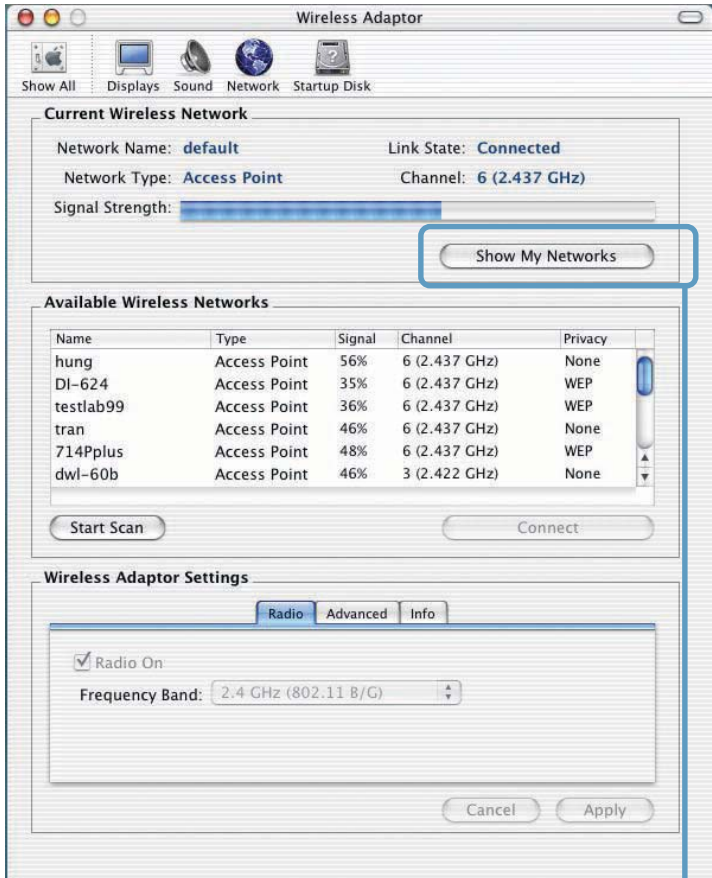 Wireless Adaptor
Show All Displays Sound Network Startup Disk
Current Wireless Network
Network Name: default Link State: Connected
Network Type: Access Point Channel: 6 (2.437 GHz)
Signal Strength:
Show My Networks
Available Wireless Networks
Name Type Signal Channel Privacy
hung Access Point 56% 6 (2.437 GHz) None
DI-624 Access Point 35% 6 (2.437 GHz) WEP
testlab99 Access Point 36% 6 (2.437 GHz) WEP
tran Access Point 46% 6 (2.437 GHz) None
714Pplus Access Point 48% 6 (2.437 GHz) WEP
dwl-60b Access Point 46% 3 (2.422 GHz) None
Start Scan Connect
Wireless Adaptor Settings
Radio Advanced Info
Radio On
Frequency Band: 2.4 GHz (802.11 B/G)
Cancel Apply